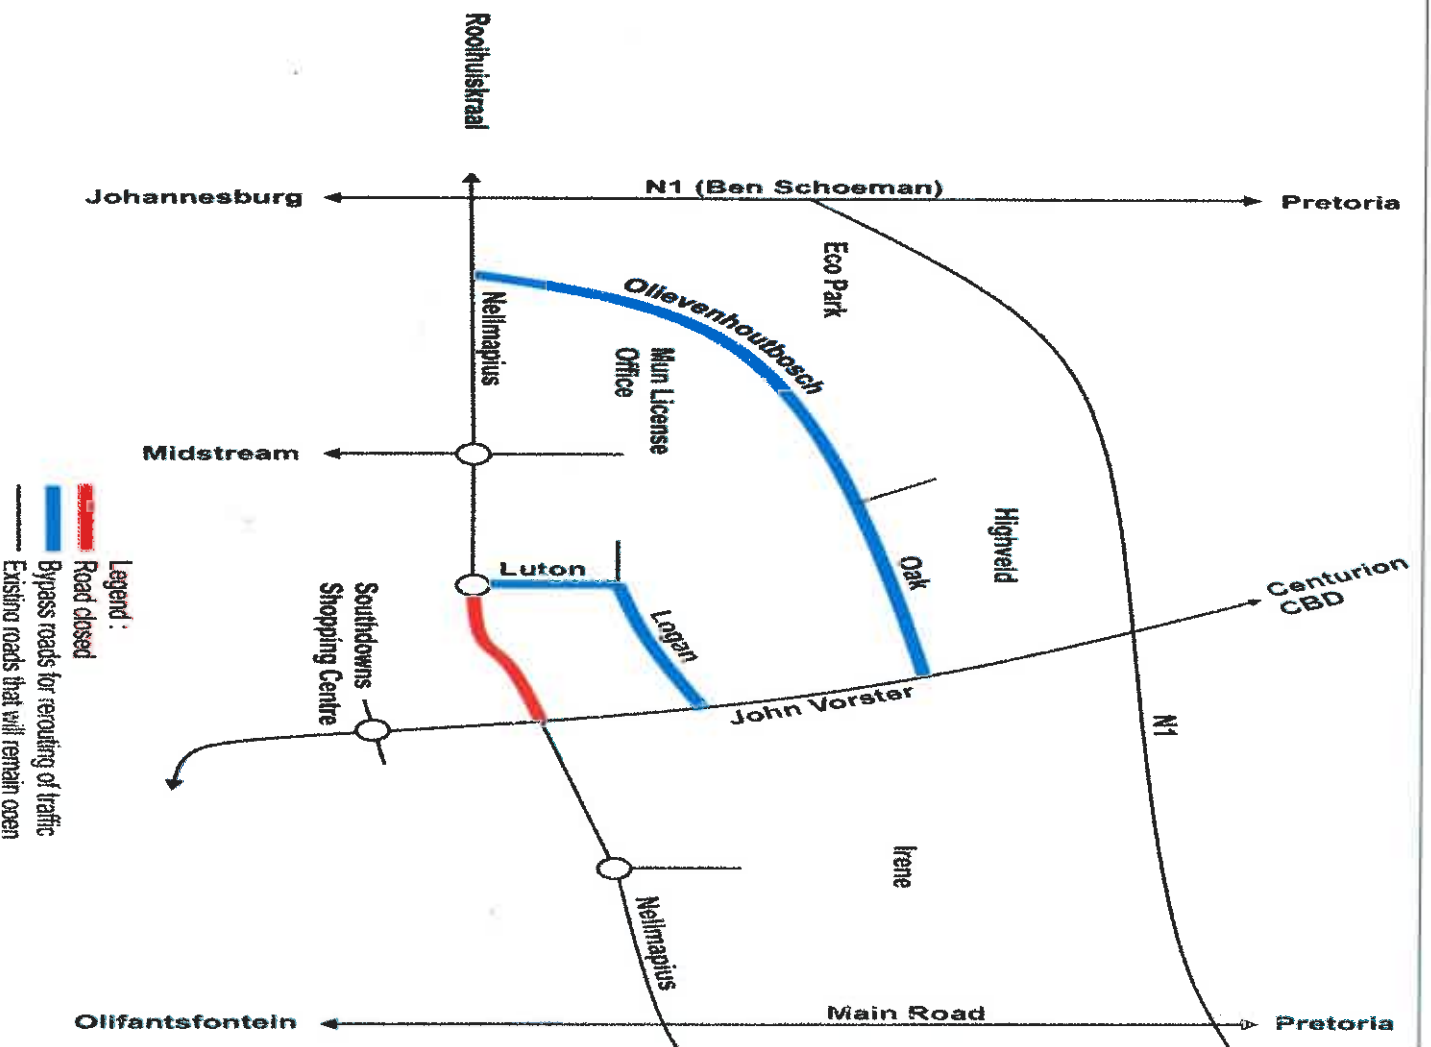 Rooihuiskraal
Johannesburg
N1 (Ben Schoeman)
Pretoria
Eco Park
Olievenhoutbosch
Nellmapius
Mun License
Office
Midstream
Highveld
Oak
Centurion
CBD
Luton
Logan
Southdowns
Shopping Centre
John Vorster
N1
Irene
Nellmapius
Main Road
Olifantsfontein
Pretoria
Legend :
Road closed
Bypass roads for rerouting of traffic
Existing roads that will remain open